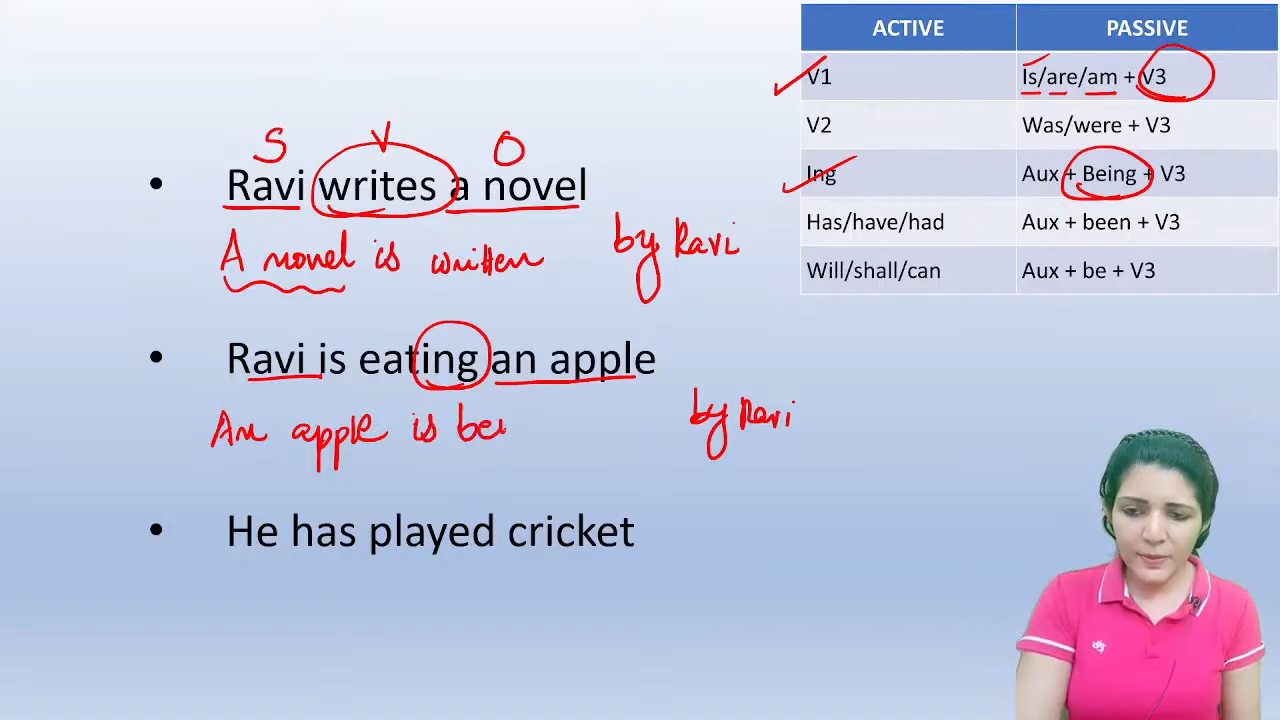 ACTIVE PASSIVE
V1 Is/are/am + V3
V2 Was/were + V3
Ing Aux + Being + V3
Has/have/had Aux + been + V3
Will/shall/can Aux + be + V3
S V O
• Ravi writes a novel
A novel is written by Ravi
• Ravi is eating an apple
An apple is bei by Ravi
• He has played cricket